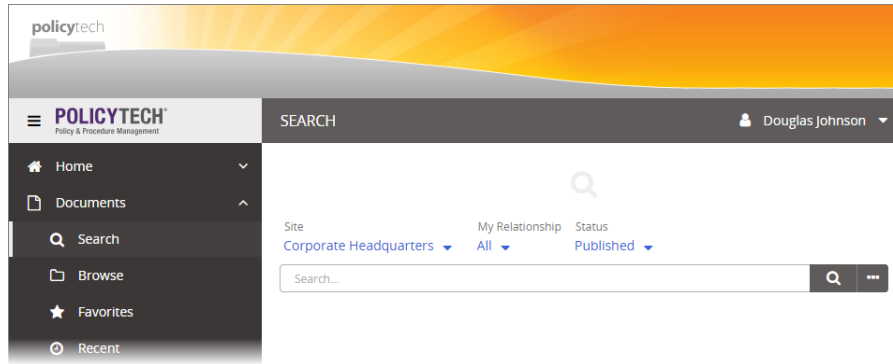 policytech
POLICYTECH®
Policy & Procedure Management
SEARCH
Douglas Johnson
Home
Documents
Search
Browse
Favorites
Recent
Site
My Relationship
Status
Corporate Headquarters
All
Published
Search...